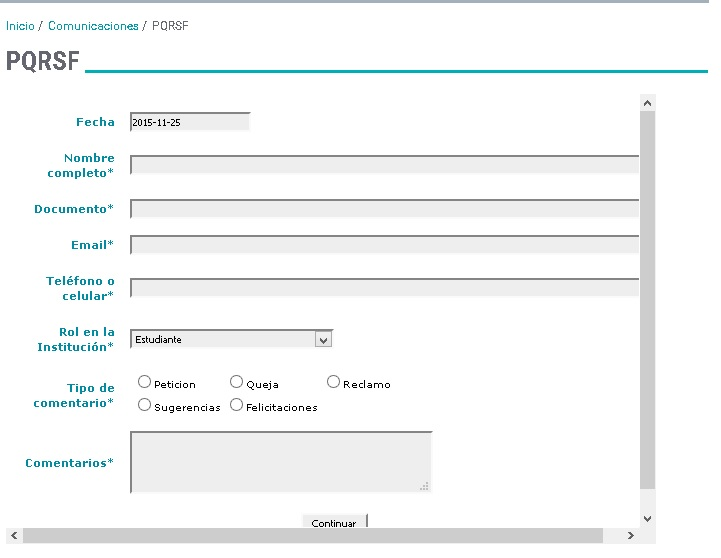 Inicio / Comunicaciones / PQRSF
PQRSF
Fecha 2015-11-25
Nombre
completo*
Documento*
Email*
Teléfono o
celular*
Rol en la
Institución* Estudiante
Tipo de
comentario*
Peticion Queja Reclamo
Sugerencias Felicitaciones
Comentarios*
Continuar